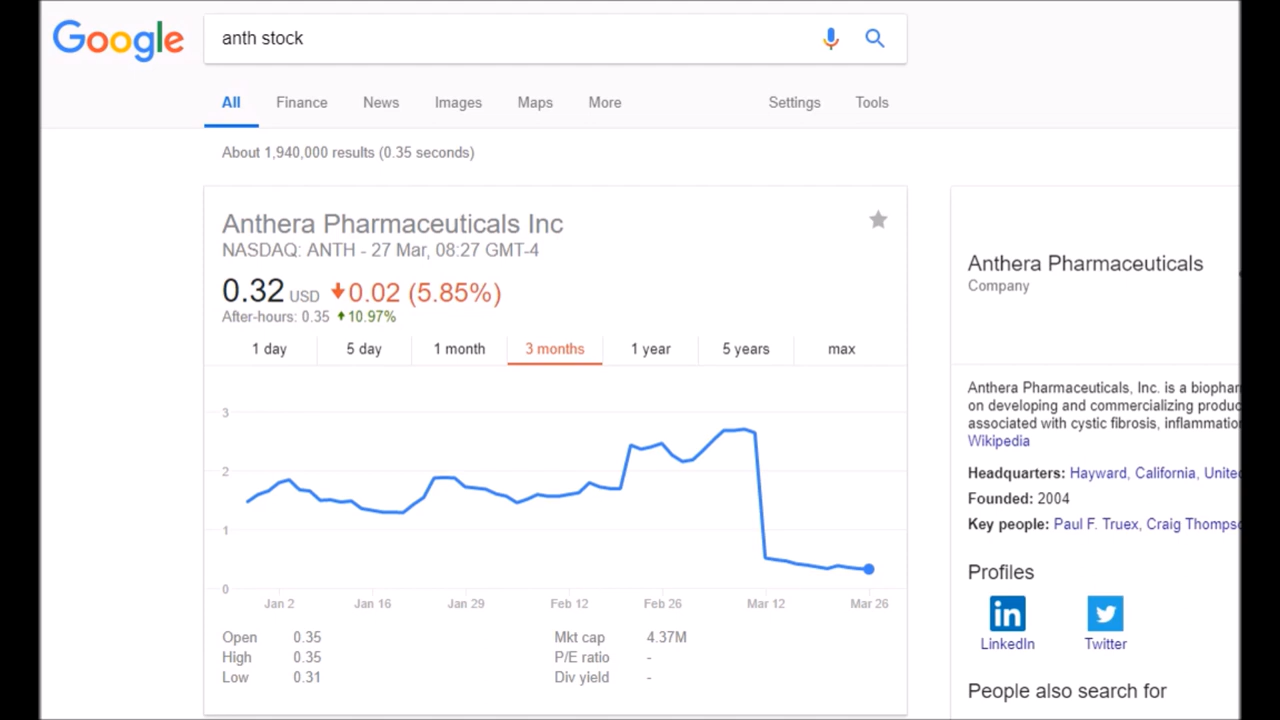 Google
anth stock
All Finance News Images Maps More Settings Tools
About 1,940,000 results (0.35 seconds)
Anthera Pharmaceuticals Inc
NASDAQ: ANTH - 27 Mar, 08:27 GMT-4
0.32 USD 0.02 (5.85%)
After-hours: 0.35 10.97%
1 day 5 day 1 month 3 months 1 year 5 years max
3
2
1
0
Jan 2 Jan 16 Jan 29 Feb 12 Feb 26 Mar 12 Mar 26
Open 0.35 Mkt cap 4.37M
High 0.35 P/E ratio -
Low 0.31 Div yield -
Anthera Pharmaceuticals
Company
Anthera Pharmaceuticals, Inc. is a biophar
on developing and commercializing produc
associated with cystic fibrosis, inflammatio
Wikipedia
Headquarters: Hayward, California, Unite
Founded: 2004
Key people: Paul F. Truex, Craig Thomps
Profiles
in
LinkedIn Twitter
People also search for